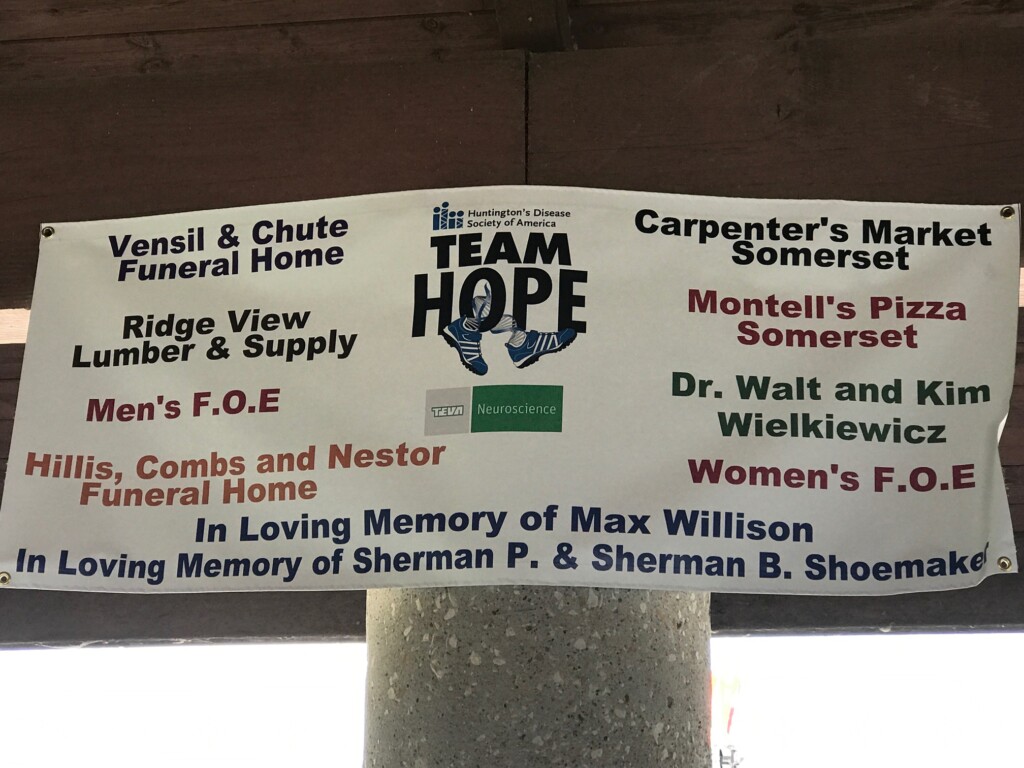 Huntington's Disease
Society of America
TEAM
HOPE
TEVA Neuroscience
Vensil & Chute
Funeral Home
Ridge View
Lumber & Supply
Men's F.O.E
Hillis, Combs and Nestor
Funeral Home
Carpenter's Market
Somerset
Montell's Pizza
Somerset
Dr. Walt and Kim
Wielkiewicz
Women's F.O.E
In Loving Memory of Max Willison
In Loving Memory of Sherman P. & Sherman B. Shoemaker